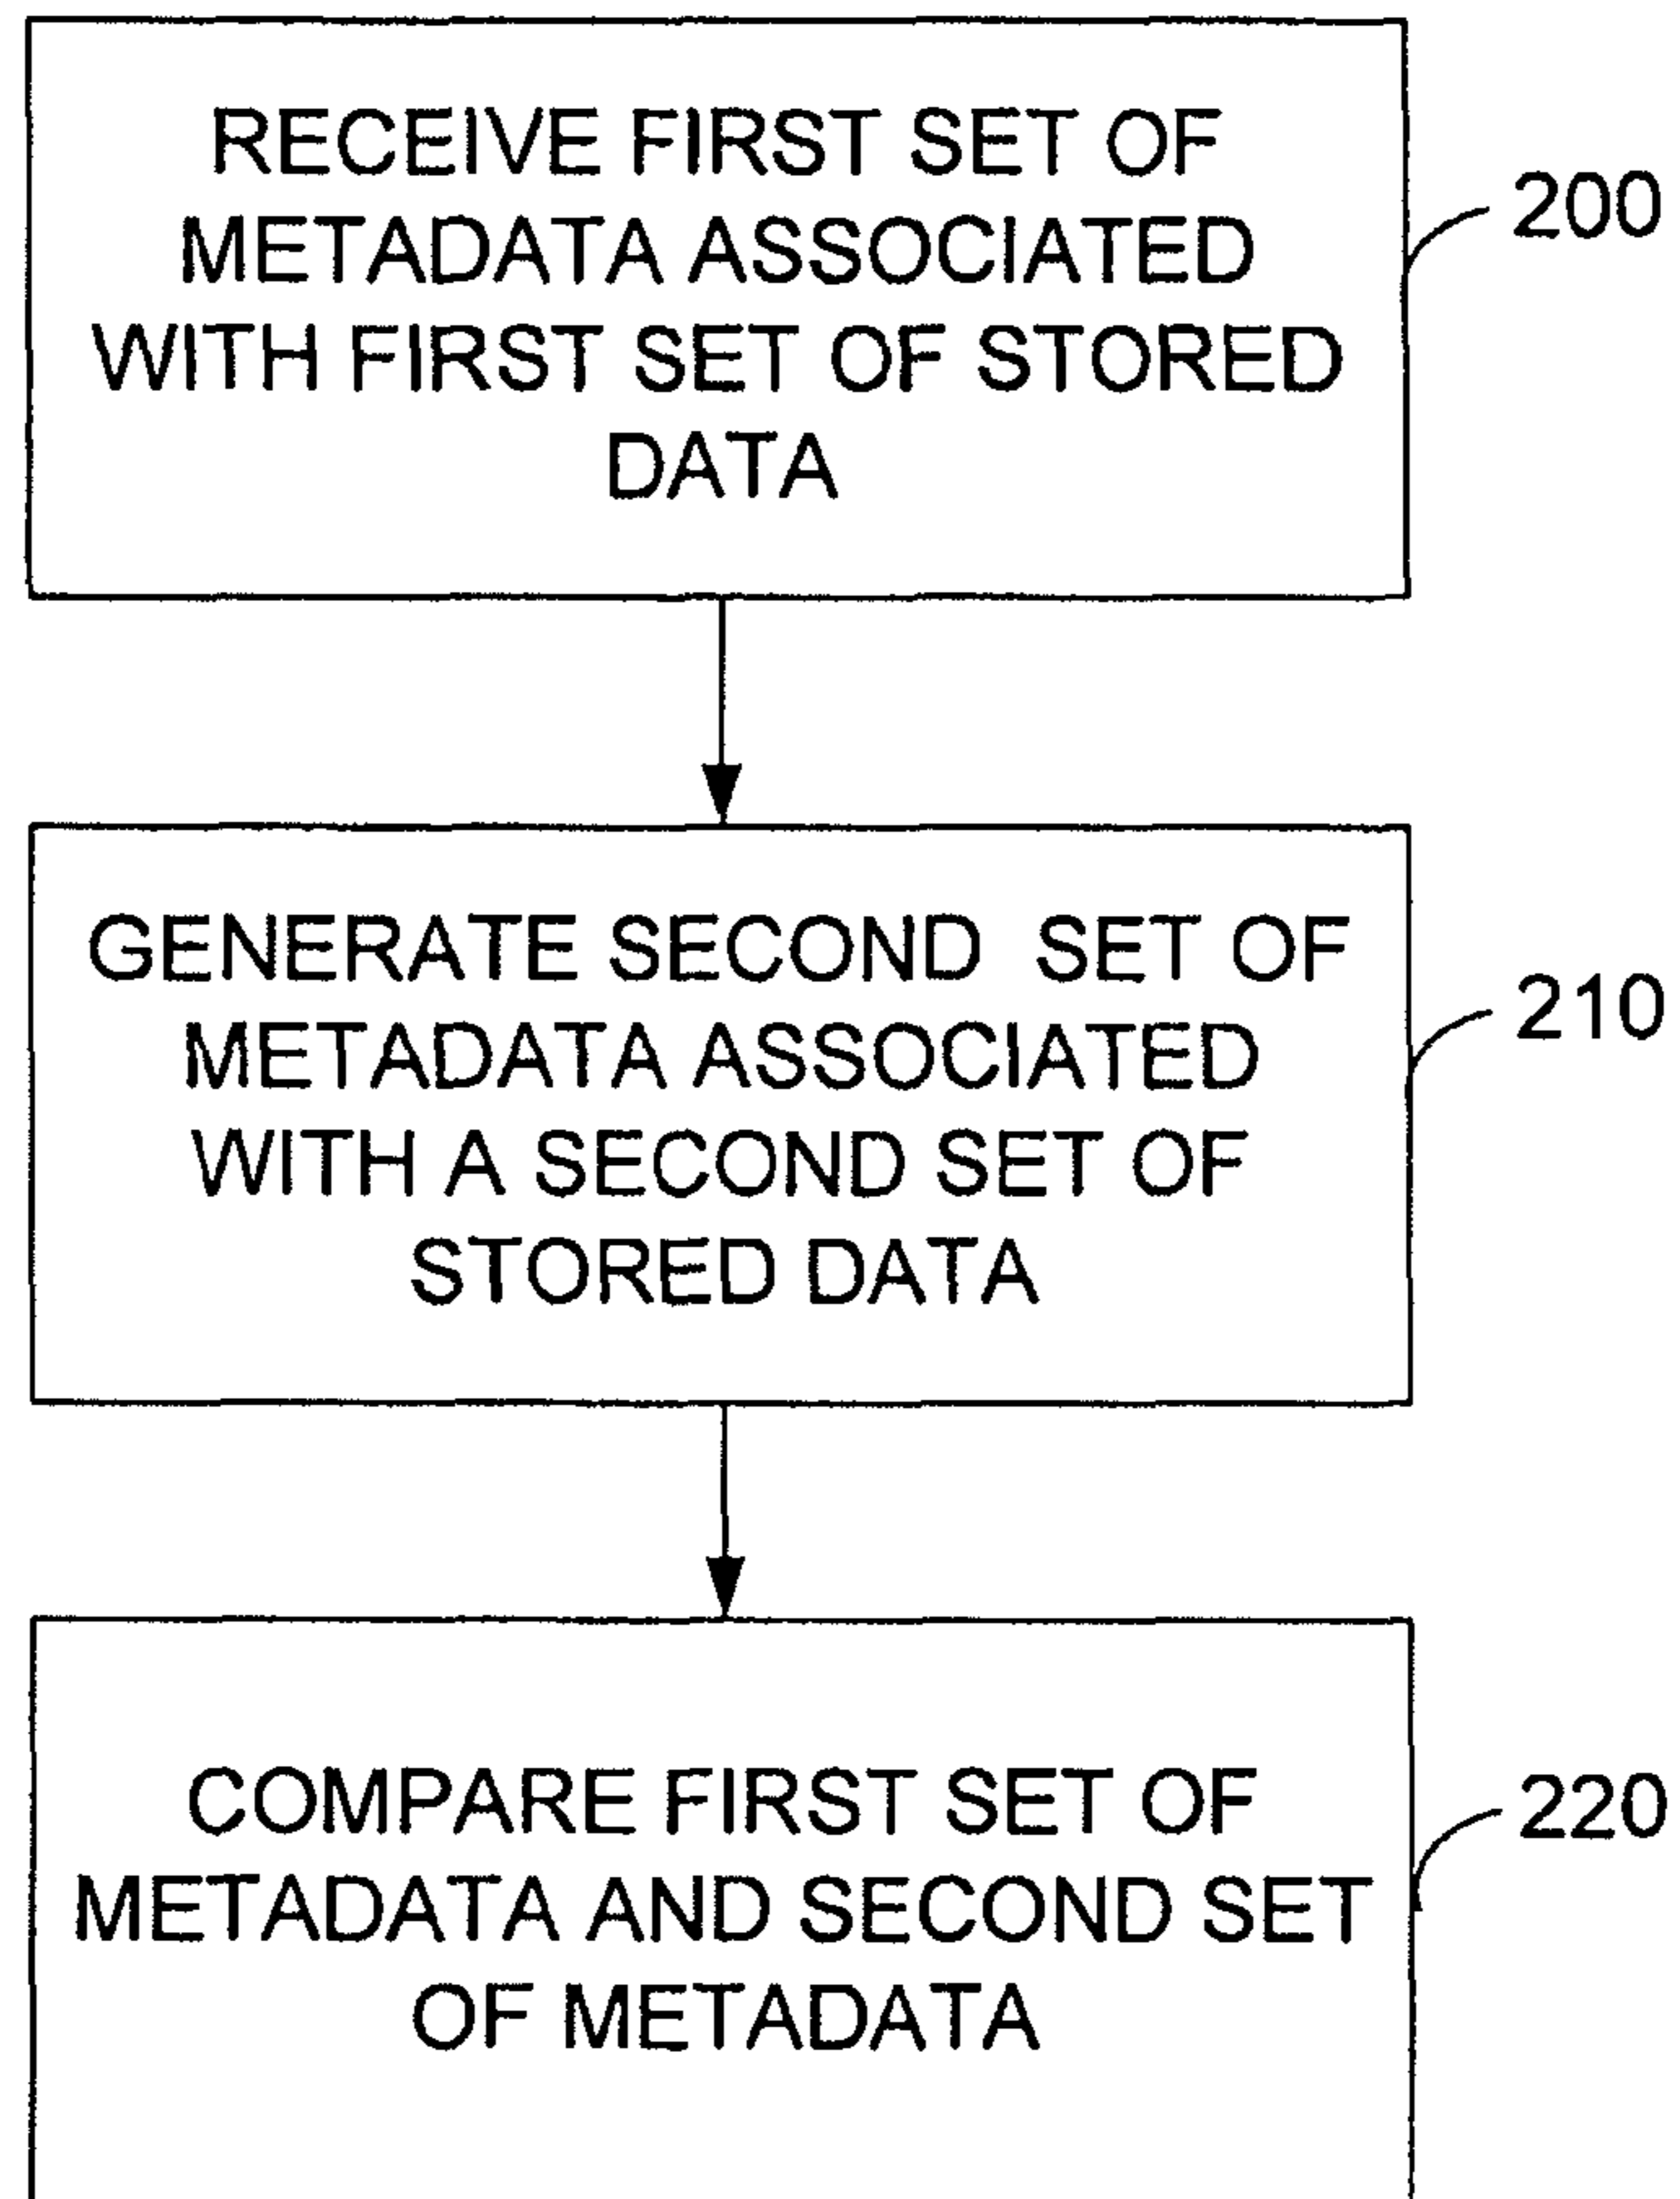 RECEIVE FIRST SET OF
METADATA ASSOCIATED
WITH FIRST SET OF STORED
DATA
200
GENERATE SECOND SET OF
METADATA ASSOCIATED
WITH A SECOND SET OF
STORED DATA
210
COMPARE FIRST SET OF
METADATA AND SECOND SET
OF METADATA
220